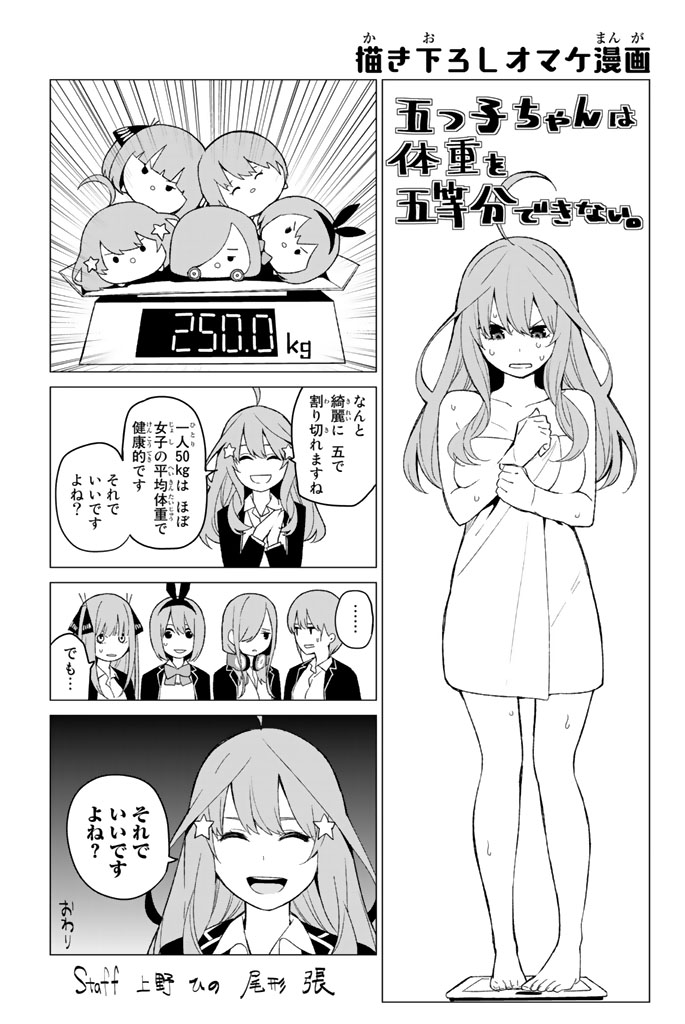 描き下ろしオマケ漫画
五つ子ちゃんは
体重を
五等分できない。
250.0kg
なんと
綺麗に 五で
割り切れますね
一人50kgは ほぼ
女子の平均体重で
健康的です
それで
いいです
よね?
……
でも…
それで
いいです
よね?
おわり
Staff 上野 ひの 尾形 張